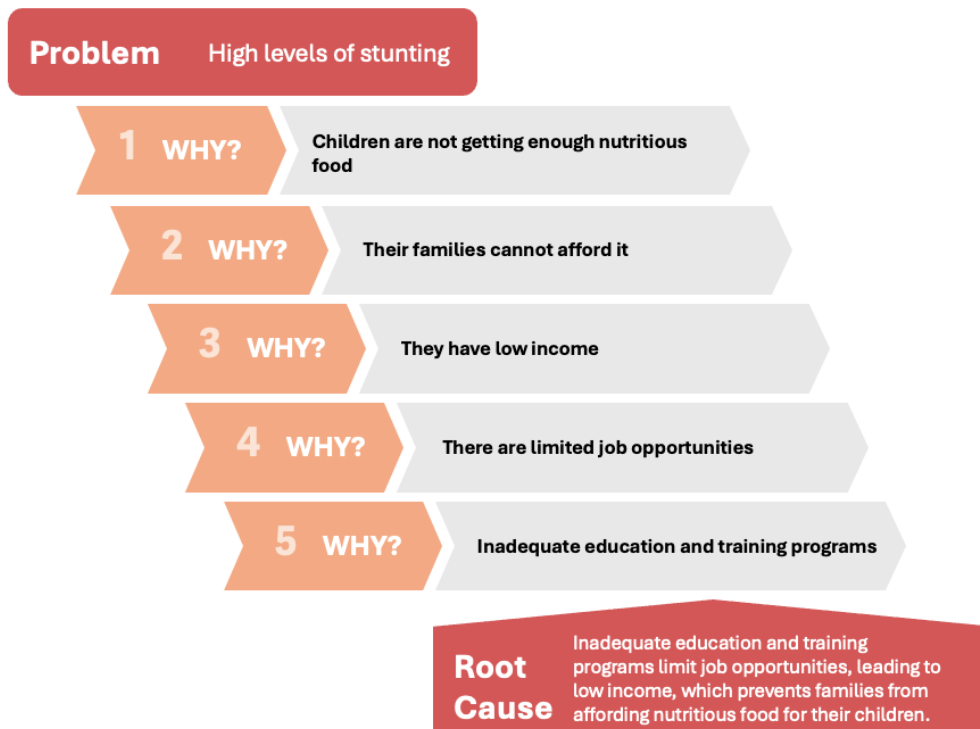 Problem High levels of stunting
1 WHY? Children are not getting enough nutritious
food
2 WHY? Their families cannot afford it
3 WHY? They have low income
4 WHY? There are limited job opportunities
5 WHY? Inadequate education and training programs
Root
Cause
Inadequate education and training
programs limit job opportunities, leading to
low income, which prevents families from
affording nutritious food for their children.